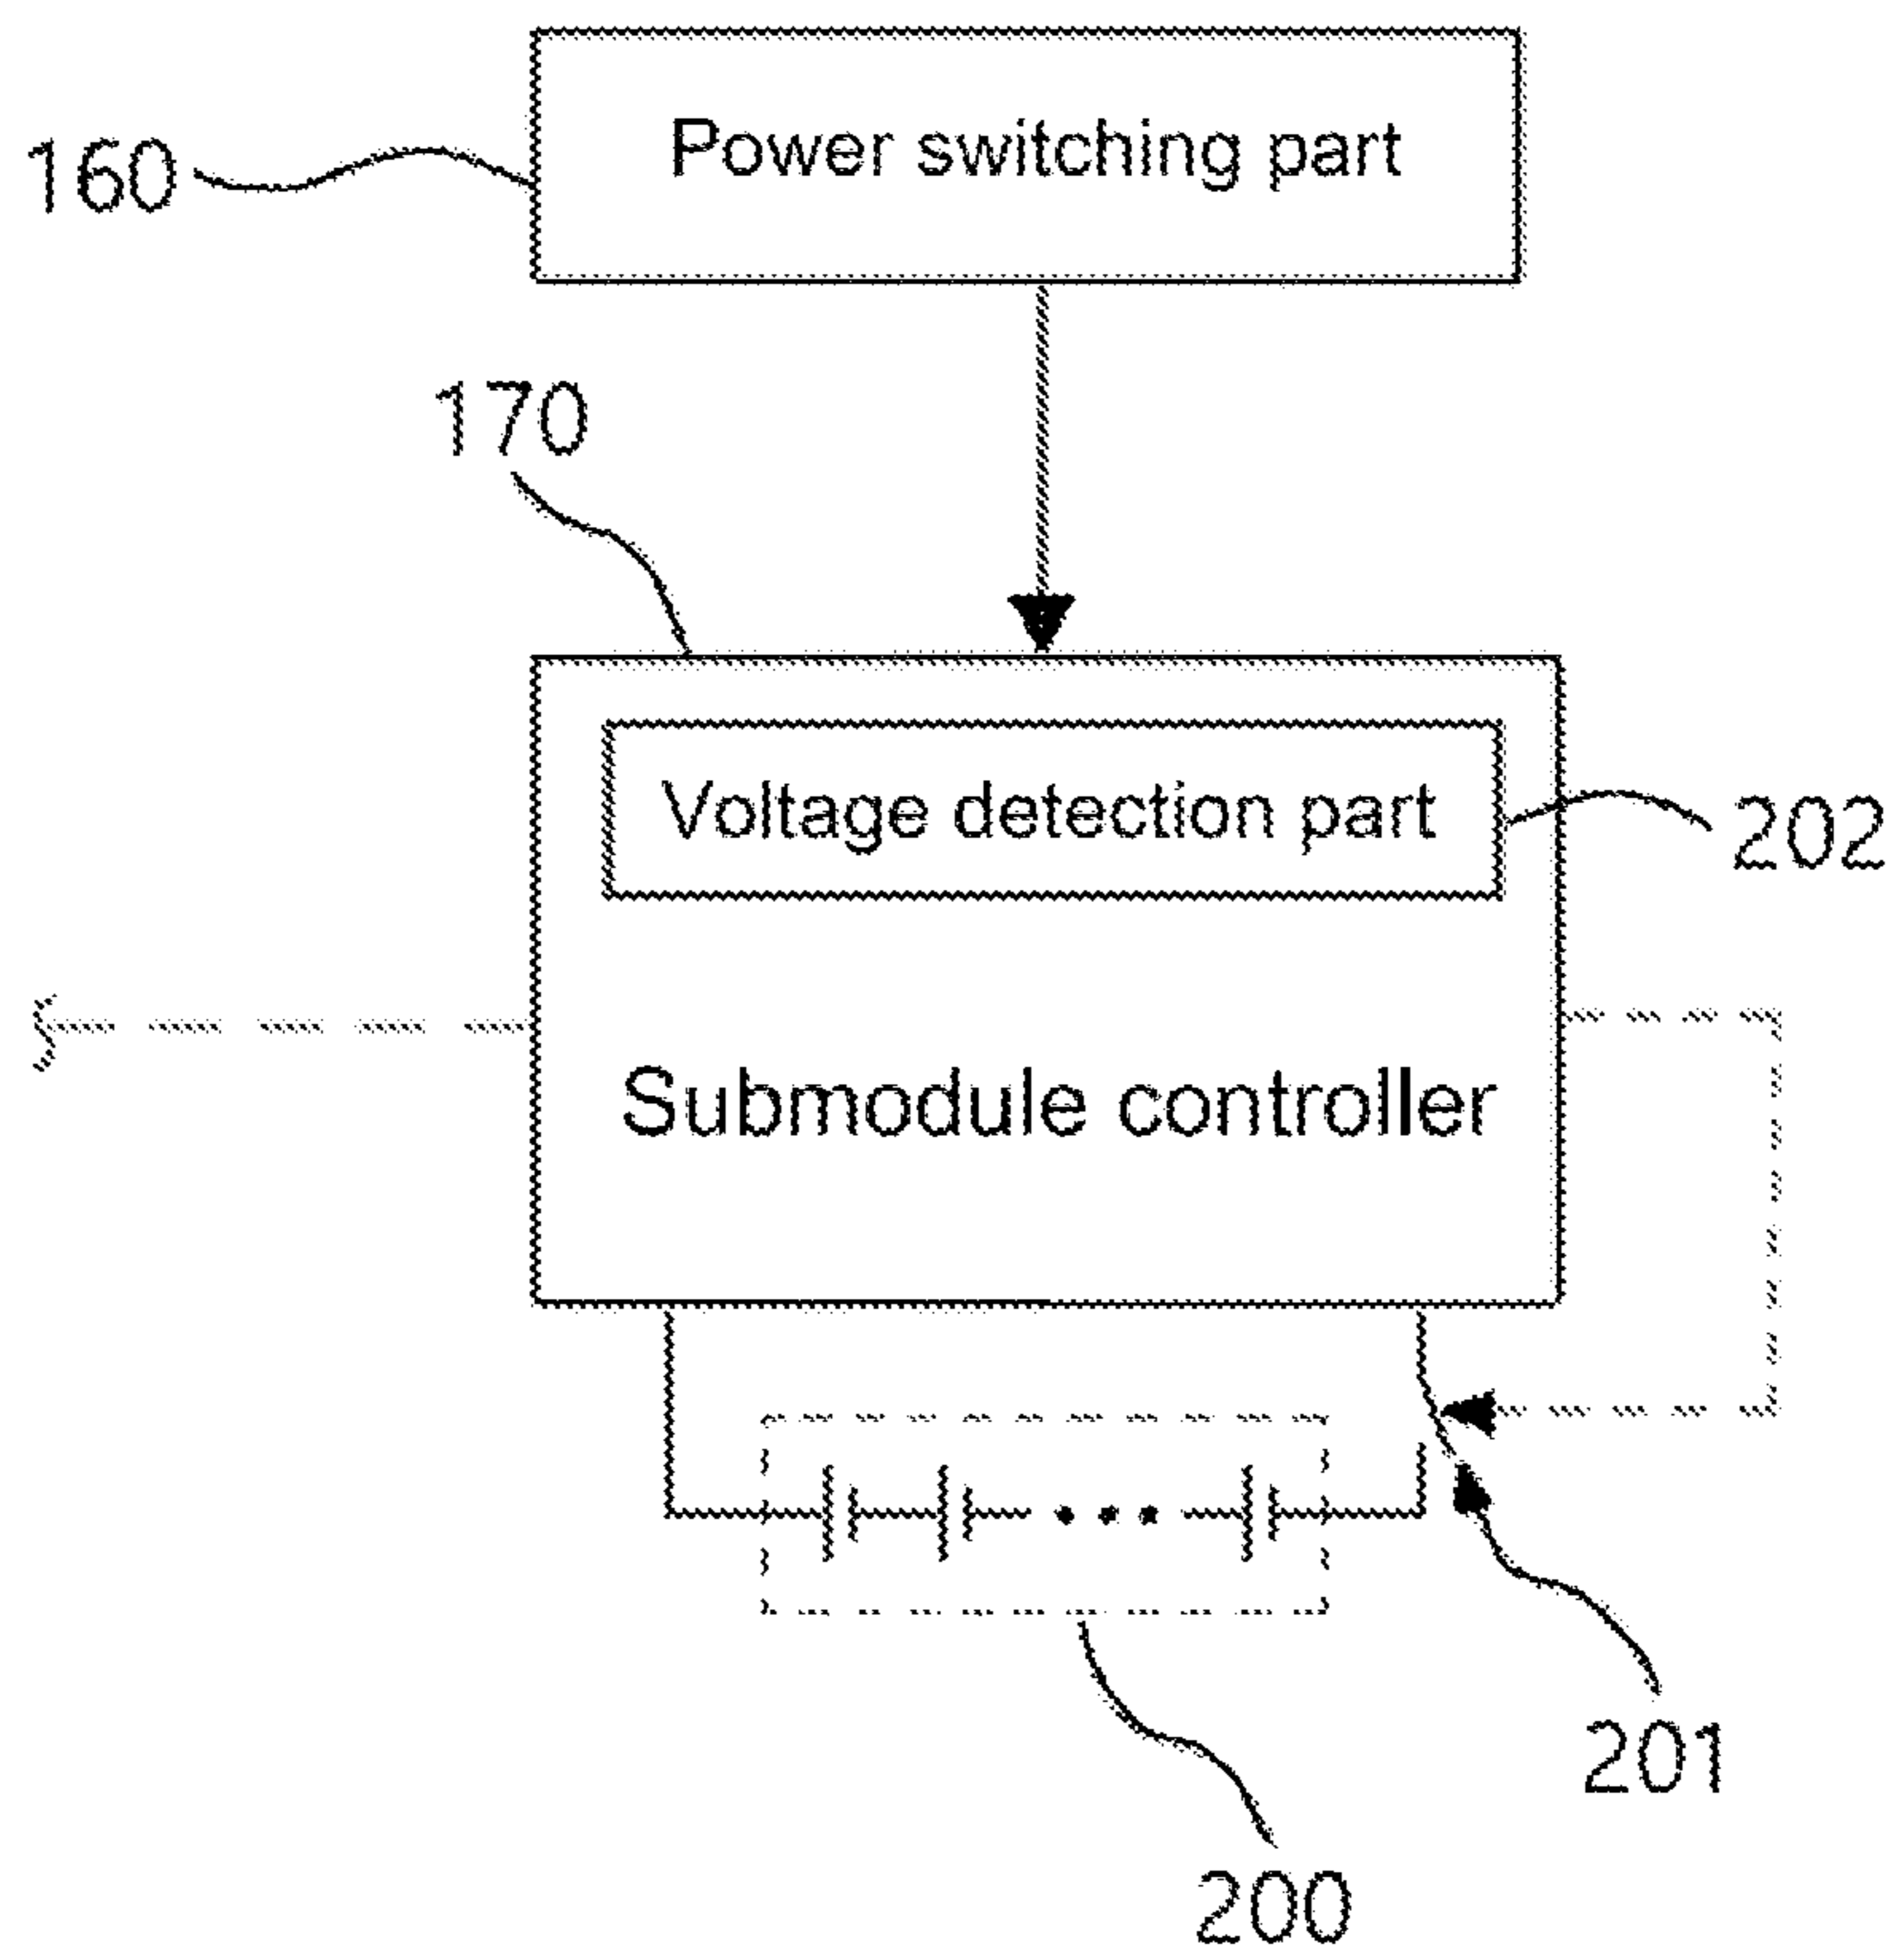 Power switching part
160
170
Voltage detection part
202
Submodule controller
201
200